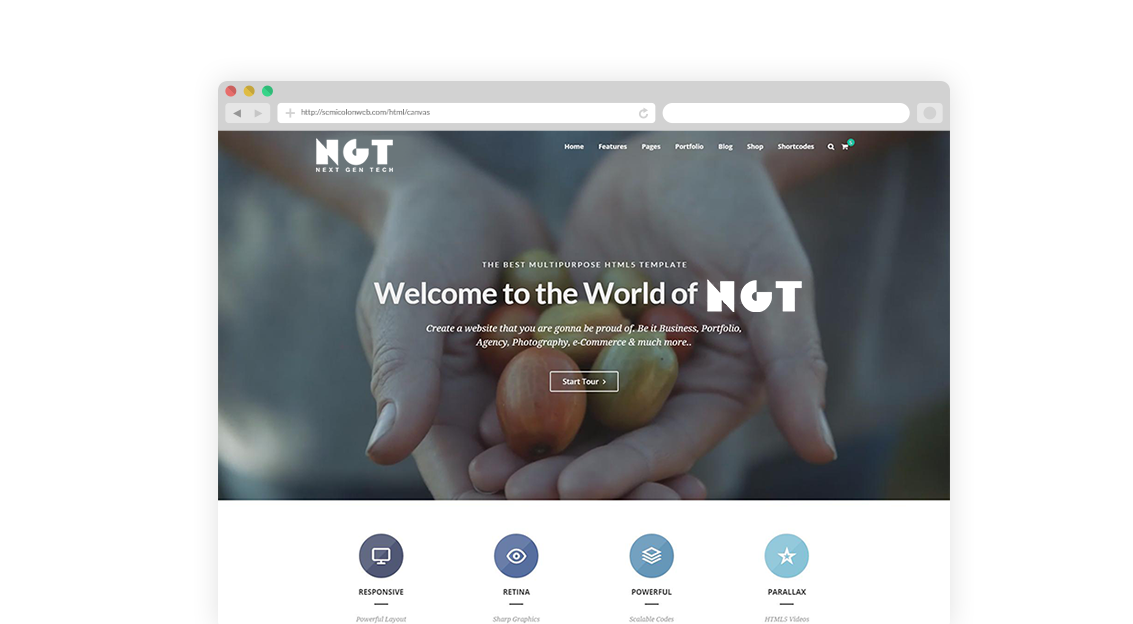 http://semicolonweb.com/html/canvas
NGT
NEXT GEN TECH
Home Features Pages Portfolio Blog Shop Shortcodes
THE BEST MULTIPURPOSE HTML5 TEMPLATE
Welcome to the World of NGT
Create a website that you are gonna be proud of. Be it Business, Portfolio,
Agency, Photography, e-Commerce & much more..
Start Tour
RESPONSIVE RETINA POWERFUL PARALLAX
Powerful Layout Sharp Graphics Scalable Codes HTML5 Videos